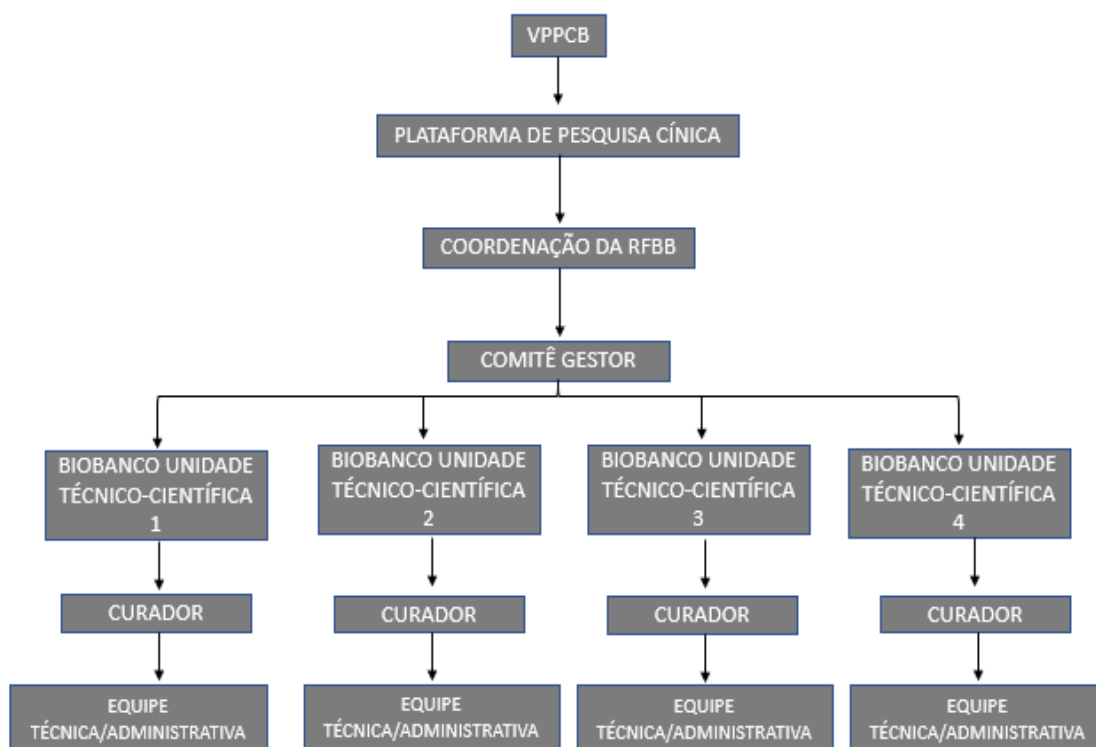 VPPCB
PLATAFORMA DE PESQUISA CÍNICA
COORDENAÇÃO DA RFBB
COMITÊ GESTOR
BIOBANCO UNIDADE
TÉCNICO-CIENTÍFICA
1
BIOBANCO UNIDADE
TÉCNICO-CIENTÍFICA
2
BIOBANCO UNIDADE
TÉCNICO-CIENTÍFICA
3
BIOBANCO UNIDADE
TÉCNICO-CIENTÍFICA
4
CURADOR
CURADOR
CURADOR
CURADOR
EQUIPE
TÉCNICA/ADMINISTRATIVA
EQUIPE
TÉCNICA/ADMINISTRATIVA
EQUIPE
TÉCNICA/ADMINISTRATIVA
EQUIPE
TÉCNICA/ADMINISTRATIVA